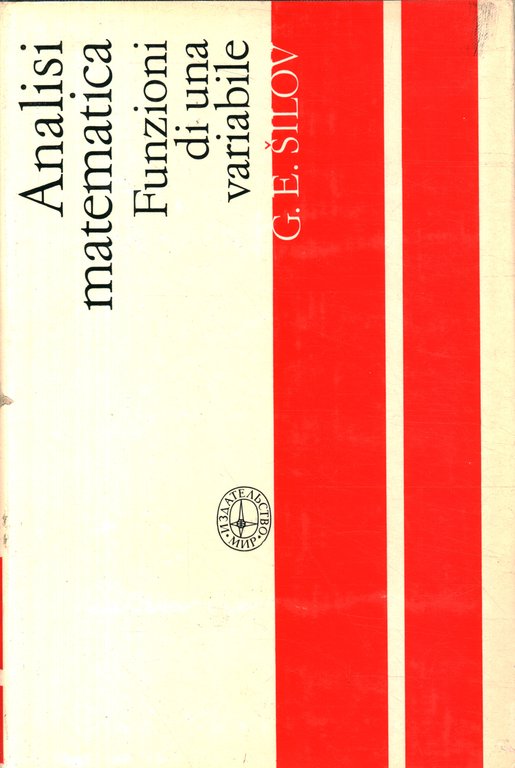 Analisi
matematica
Funzioni
di una
variabile
G. E. ŠILOV
• ИЗДАТЕЛЬСТВО •
МИР